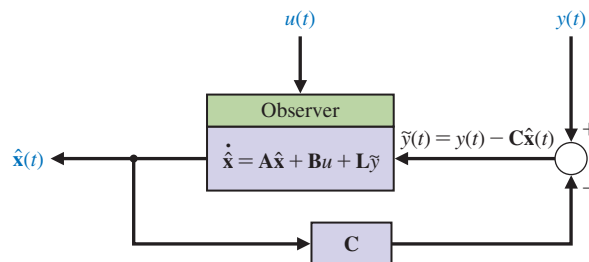 u(t) y(t)
Observer
+
ỹ(t) = y(t) − Cx̂(t)
x̂(t)
x̂̇ = Ax̂ + Bu + Lỹ
−
C